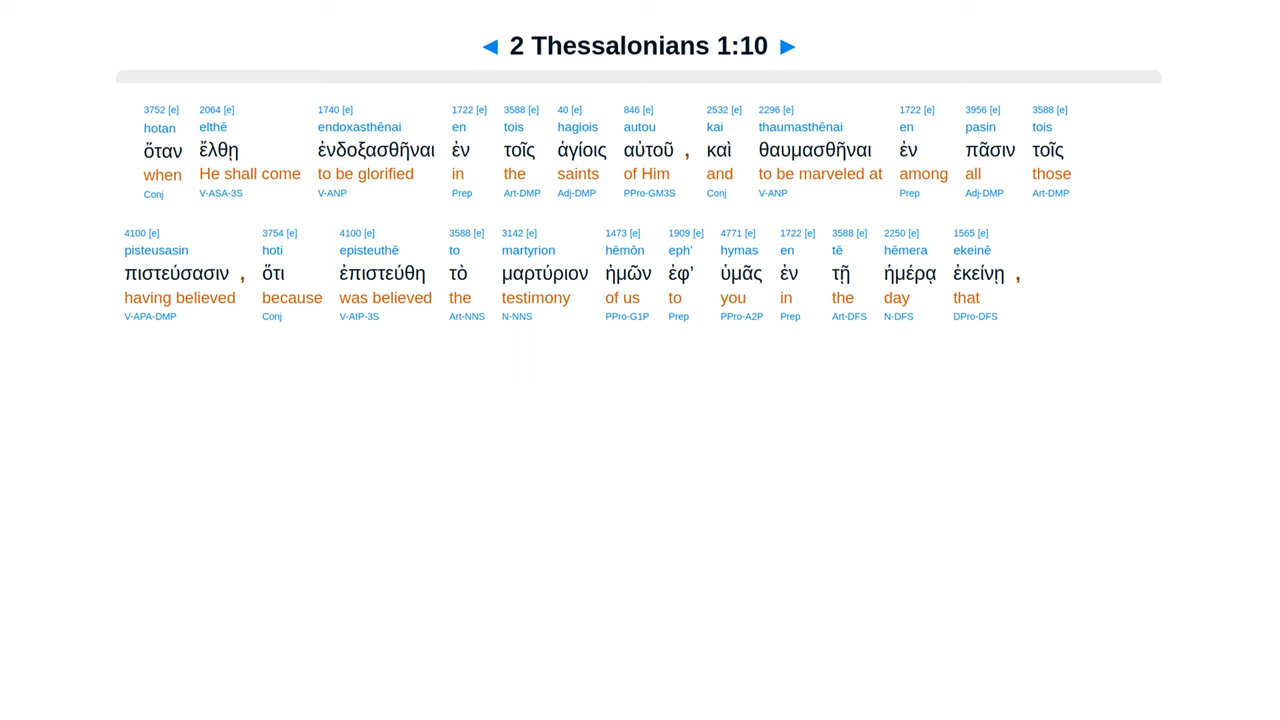 ◄ 2 Thessalonians 1:10 ►
3752 [e] 2064 [e] 1740 [e] 1722 [e] 3588 [e] 40 [e] 846 [e] 2532 [e] 2296 [e] 1722 [e] 3956 [e] 3588 [e]
hotan elthē endoxasthēnai en tois hagiois autou kai thaumasthēnai en pasin tois
ὅταν ἔλθῃ ἐνδοξασθῆναι ἐν τοῖς ἁγίοις αὐτοῦ , καὶ θαυμασθῆναι ἐν πᾶσιν τοῖς
when He shall come to be glorified in the saints of Him and to be marveled at among all those
Conj V-ASA-3S V-ANP Prep Art-DMP Adj-DMP PPro-GM3S Conj V-ANP Prep Adj-DMP Art-DMP
4100 [e] 3754 [e] 4100 [e] 3588 [e] 3142 [e] 1473 [e] 1909 [e] 4771 [e] 1722 [e] 3588 [e] 2250 [e] 1565 [e]
pisteusasin hoti episteuthē to martyrion hēmōn eph’ hymas en tē hēmera ekeinē
πιστεύσασιν , ὅτι ἐπιστεύθη τὸ μαρτύριον ἡμῶν ἐφ’ ὑμᾶς ἐν τῇ ἡμέρᾳ ἐκείνῃ ,
having believed because was believed the testimony of us to you in the day that
V-APA-DMP Conj V-AIP-3S Art-NNS N-NNS PPro-G1P Prep PPro-A2P Prep Art-DFS N-DFS DPro-DFS